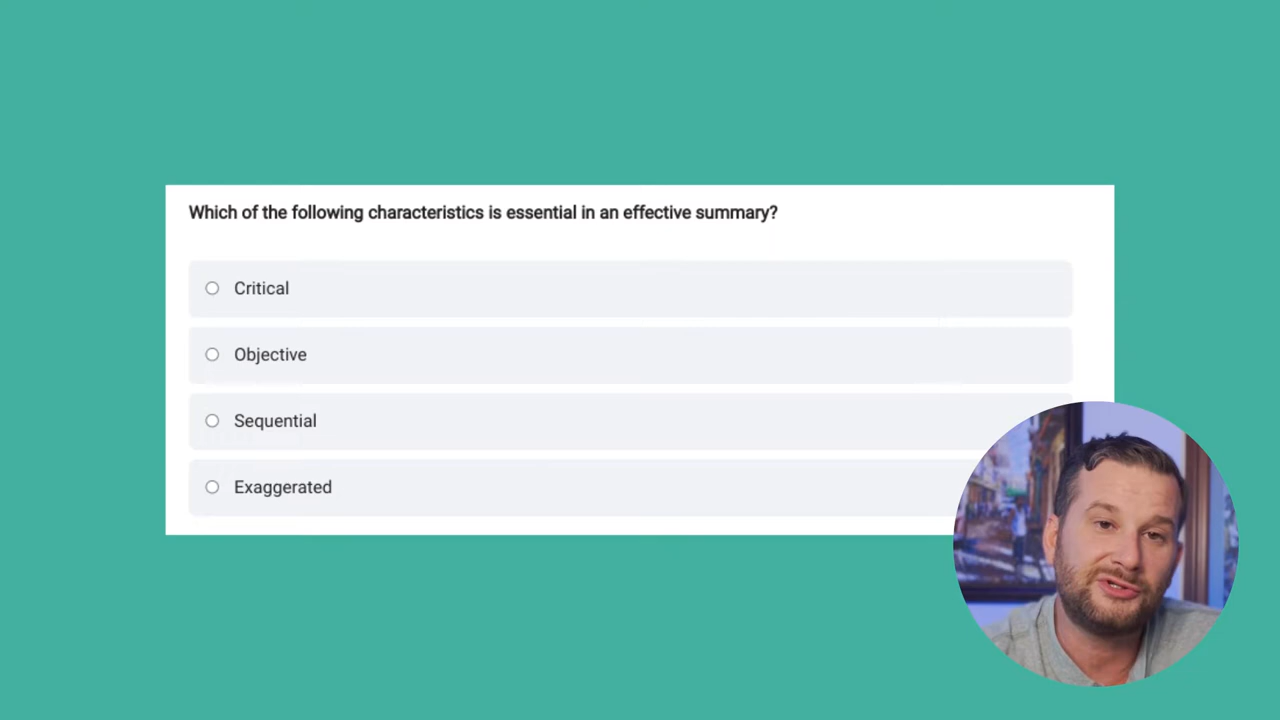 Which of the following characteristics is essential in an effective summary?
Critical
Objective
Sequential
Exaggerated